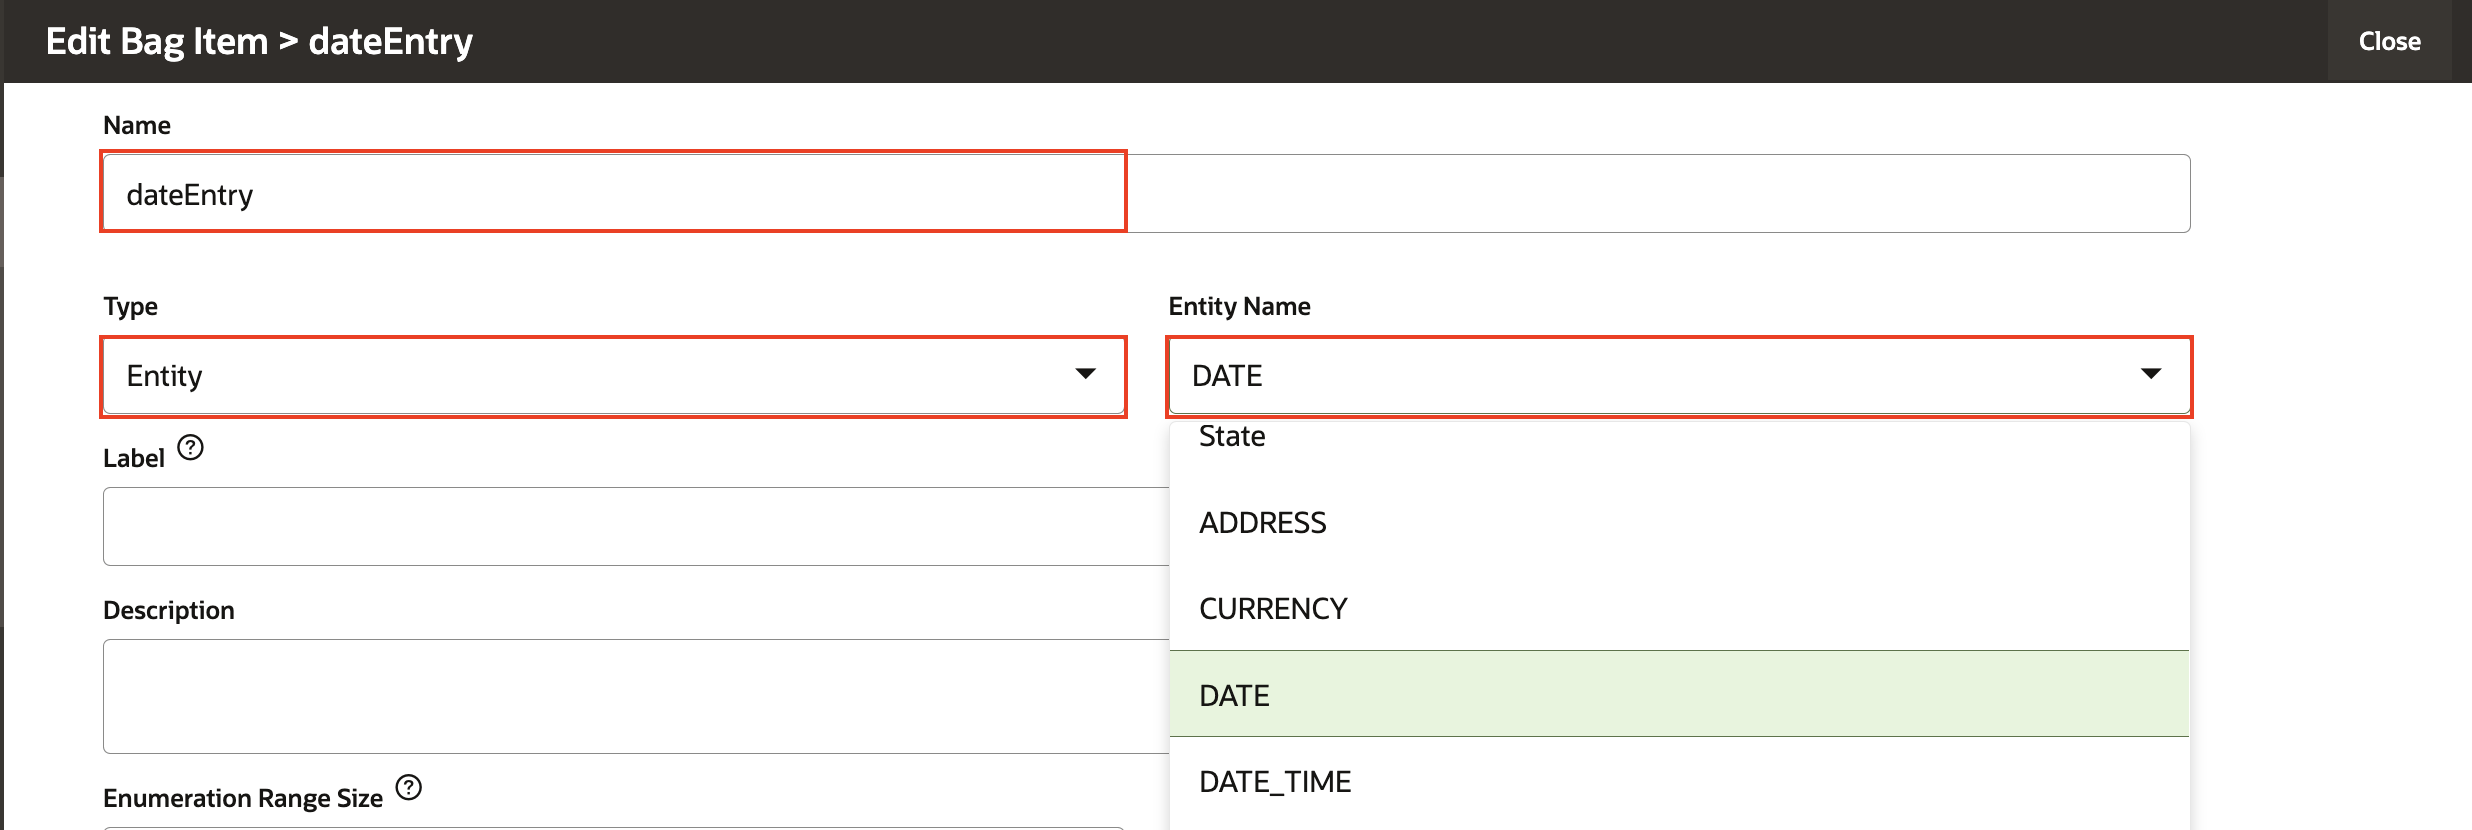 Edit Bag Item > dateEntry
Close
Name
dateEntry
Type
Entity Name
Entity
DATE
Label
State
ADDRESS
CURRENCY
Description
DATE
DATE_TIME
Enumeration Range Size